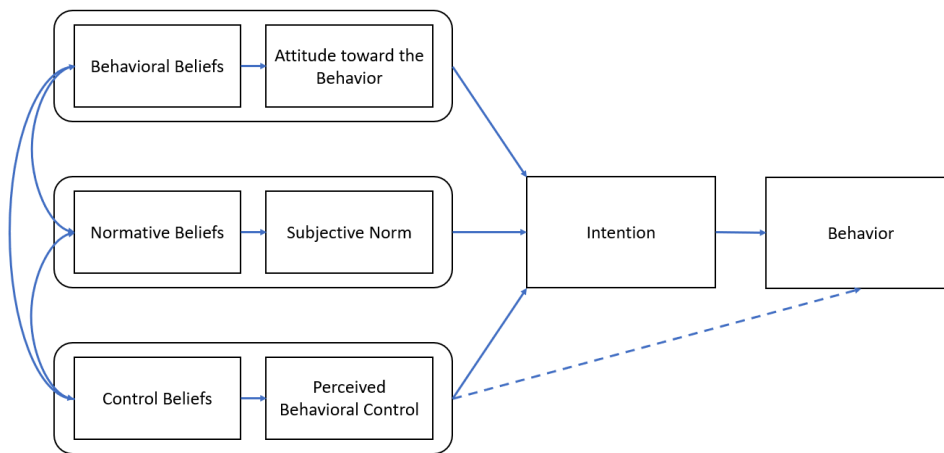 Behavioral Beliefs
Attitude toward the
Behavior
Normative Beliefs
Subjective Norm
Intention
Behavior
Control Beliefs
Perceived
Behavioral Control